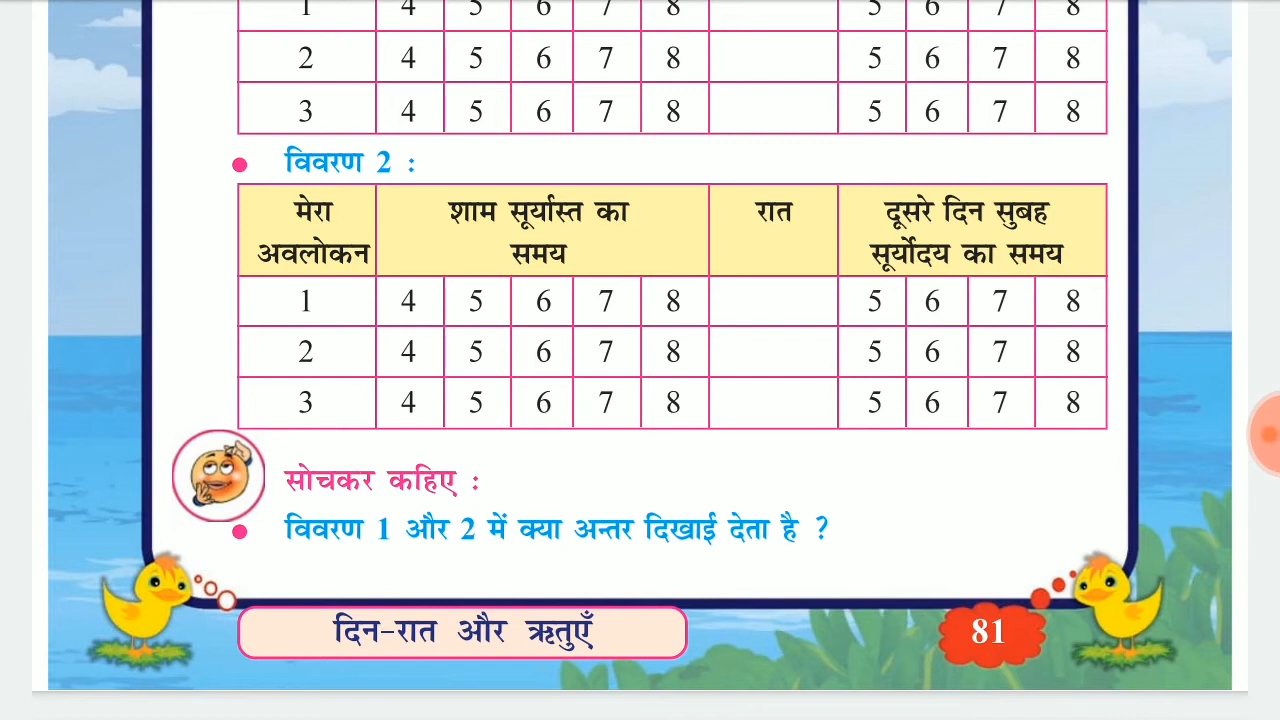 1 4 5 6 7 8 5 6 7 8
2 4 5 6 7 8 5 6 7 8
3 4 5 6 7 8 5 6 7 8
विवरण 2 :
मेरा अवलोकन शाम सूर्यास्त का समय रात दूसरे दिन सुबह सूर्योदय का समय
1 4 5 6 7 8 5 6 7 8
2 4 5 6 7 8 5 6 7 8
3 4 5 6 7 8 5 6 7 8
सोचकर कहिए :
विवरण 1 और 2 में क्या अन्तर दिखाई देता है ?
दिन-रात और ऋतुएँ
81